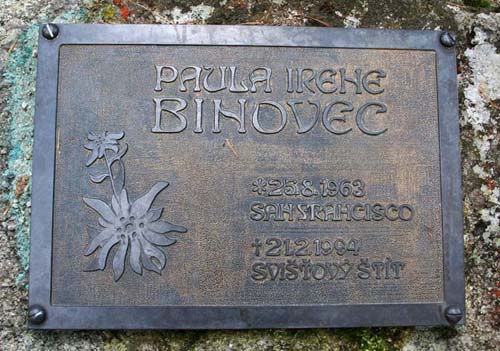 PAULA IRENE
BINOVEC
*25.8.1963
SAN FRANCISCO
†21.2.1994
SVIŠŤOVÝ ŠTÍT